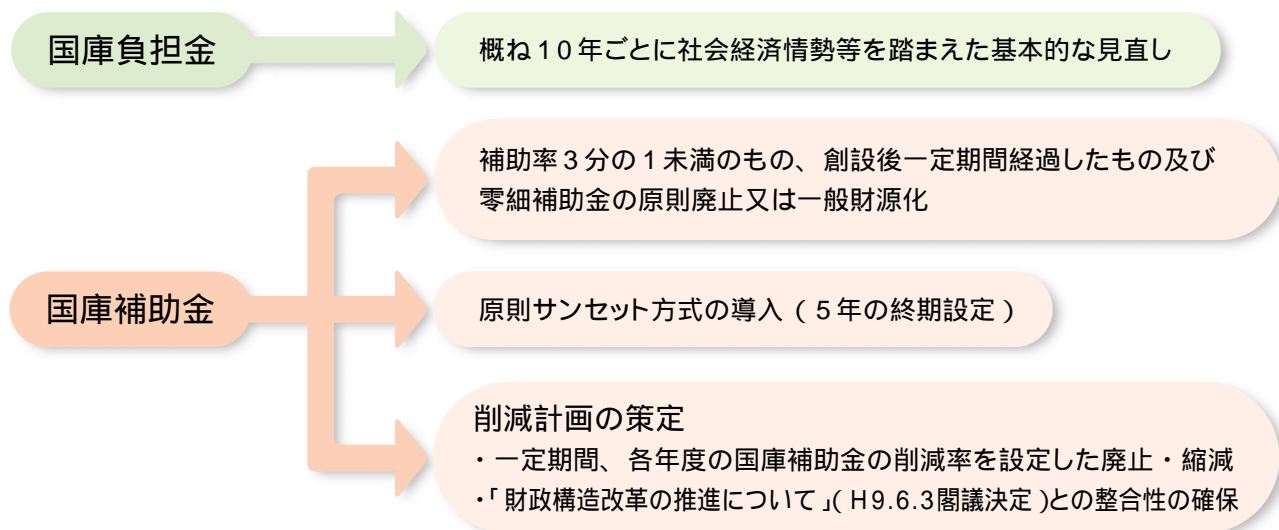 国庫負担金
概ね10年ごとに社会経済情勢等を踏まえた基本的な見直し
補助率3分の1未満のもの、創設後一定期間経過したもの及び
零細補助金の原則廃止又は一般財源化
国庫補助金
原則サンセット方式の導入(5年の終期設定)
削減計画の策定
・一定期間、各年度の国庫補助金の削減率を設定した廃止・縮減
・「財政構造改革の推進について」(H9.6.3閣議決定)との整合性の確保